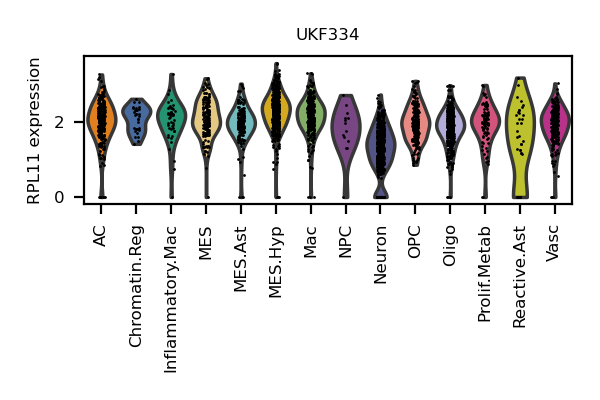 UKF334
RPL11 expression
2
0
AC
Chromatin.Reg
Inflammatory.Mac
MES
MES.Ast
MES.Hyp
Mac
NPC
Neuron
OPC
Oligo
Prolif.Metab
Reactive.Ast
Vasc